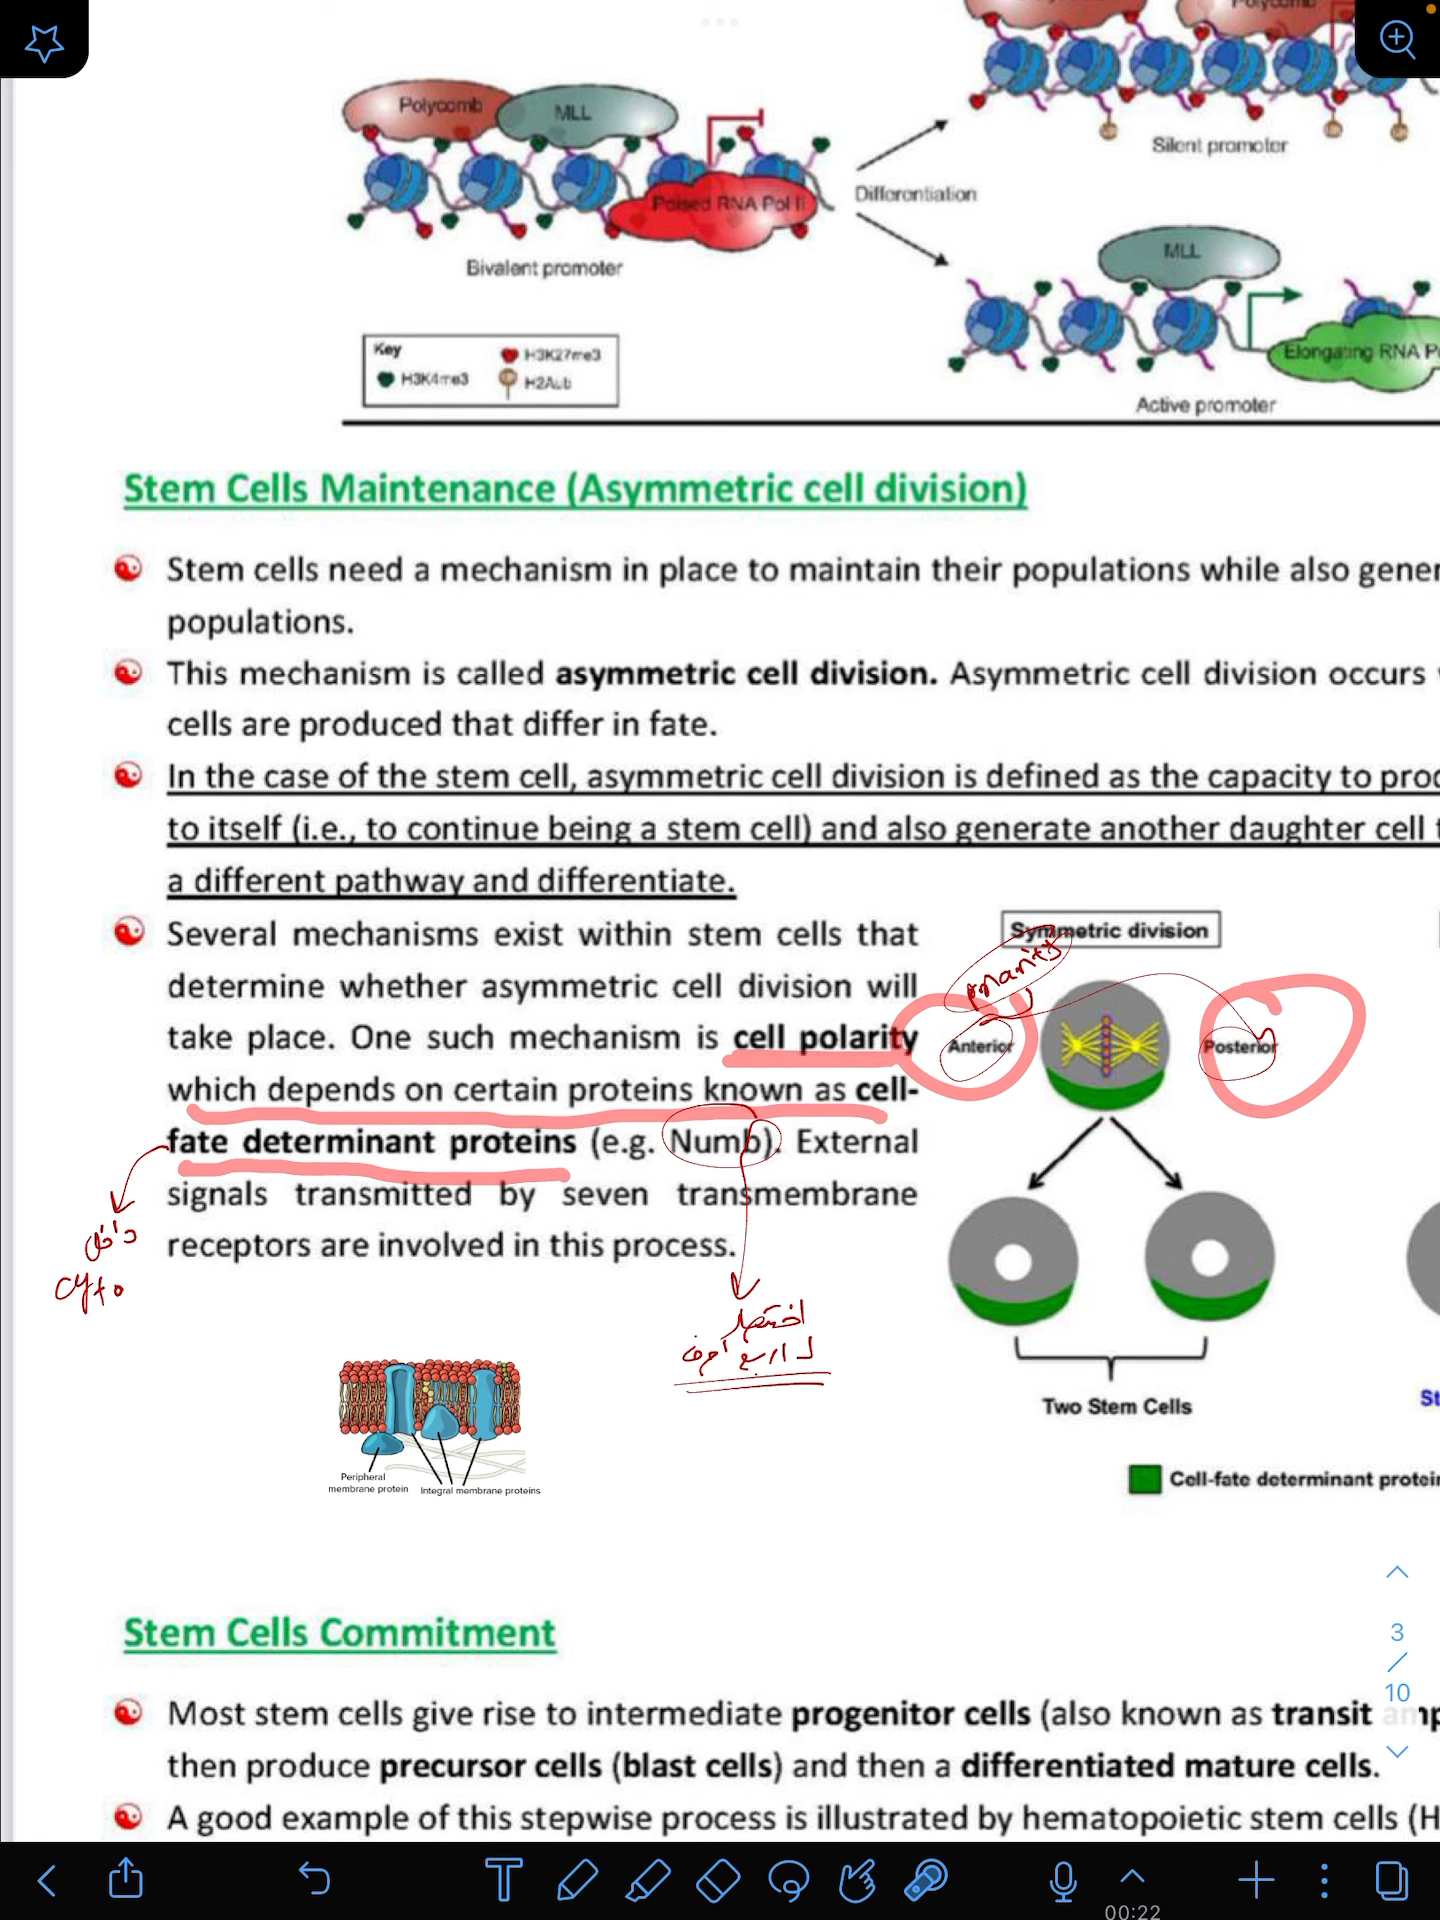 Polycomb
Polycomb MLL
Silent promoter
Poised RNA Pol II
Differentiation
MLL
Bivalent promoter
Key
H3K27me3
H3K4me3
H2Aub
Elongating RNA P
Active promoter
Stem Cells Maintenance (Asymmetric cell division)
Stem cells need a mechanism in place to maintain their populations while also gener
populations.
This mechanism is called asymmetric cell division. Asymmetric cell division occurs
cells are produced that differ in fate.
In the case of the stem cell, asymmetric cell division is defined as the capacity to proc
to itself (i.e., to continue being a stem cell) and also generate another daughter cell t
a different pathway and differentiate.
Several mechanisms exist within stem cells that
determine whether asymmetric cell division will
take place. One such mechanism is cell polarity
which depends on certain proteins known as cell-
fate determinant proteins (e.g. Numb). External
signals transmitted by seven transmembrane
receptors are involved in this process.
داخل
cyto
اختصار
لـ اربع أحرف
Symmetric division
Anterior
Posterior
Two Stem Cells
St
Cell-fate determinant protein
Peripheral
membrane protein
Integral membrane proteins
Stem Cells Commitment
Most stem cells give rise to intermediate progenitor cells (also known as transit amp
then produce precursor cells (blast cells) and then a differentiated mature cells.
A good example of this stepwise process is illustrated by hematopoietic stem cells (H
3
/
10
00:22